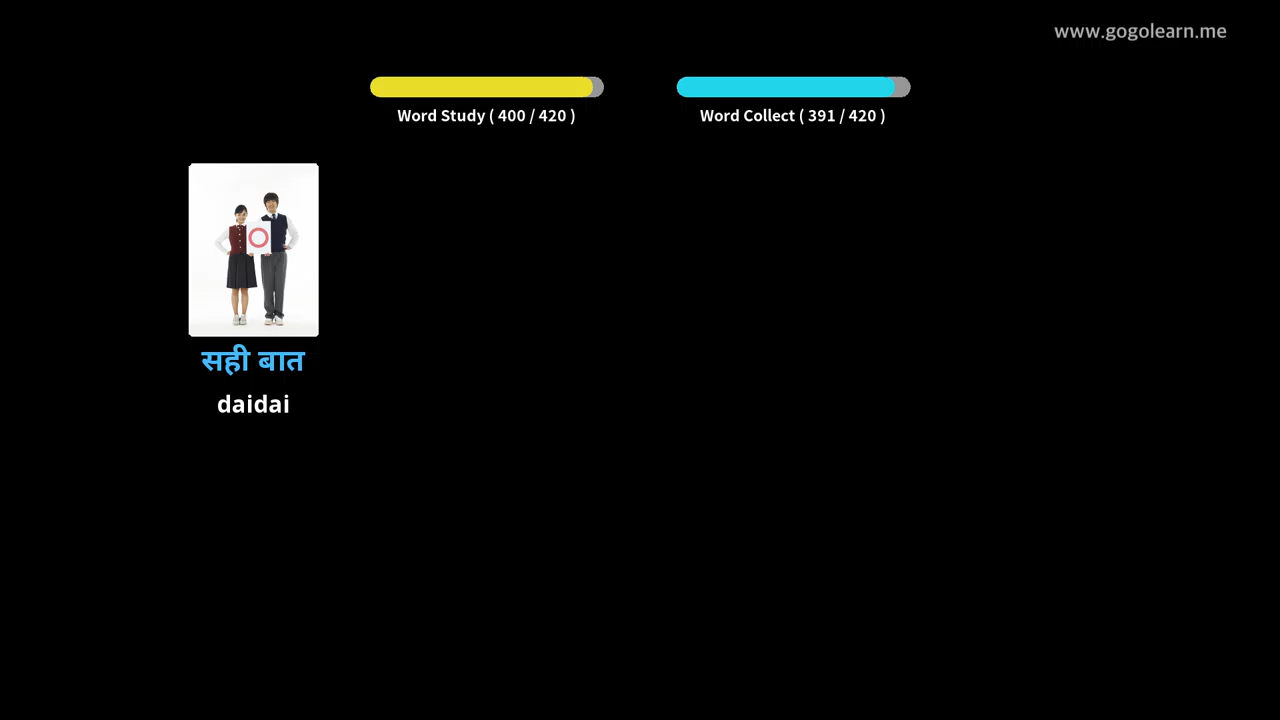 www.gogolearn.me
Word Study ( 400 / 420 )
Word Collect ( 391 / 420 )
सही बात
daidai